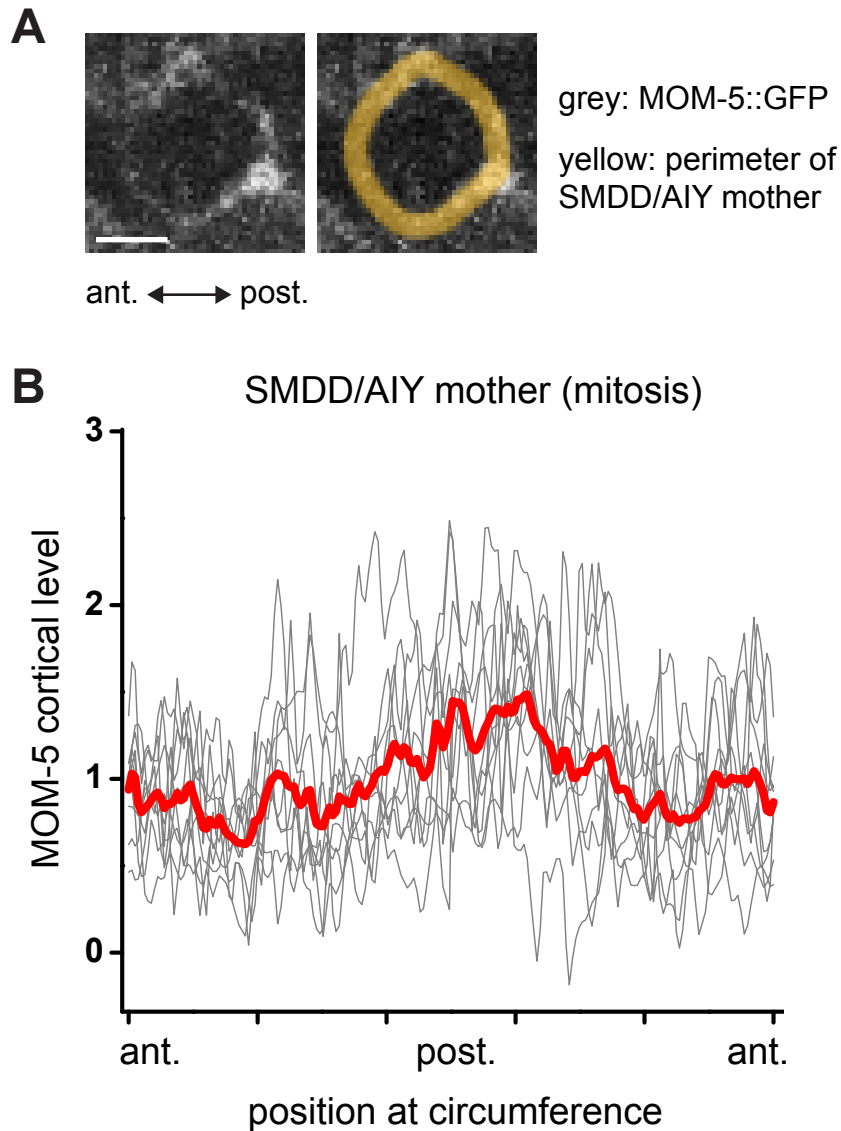 A
grey: MOM-5::GFP
yellow: perimeter of
SMDD/AIY mother
ant. post.
B
SMDD/AIY mother (mitosis)
3
2
1
0
MOM-5 cortical level
ant. post. ant.
position at circumference